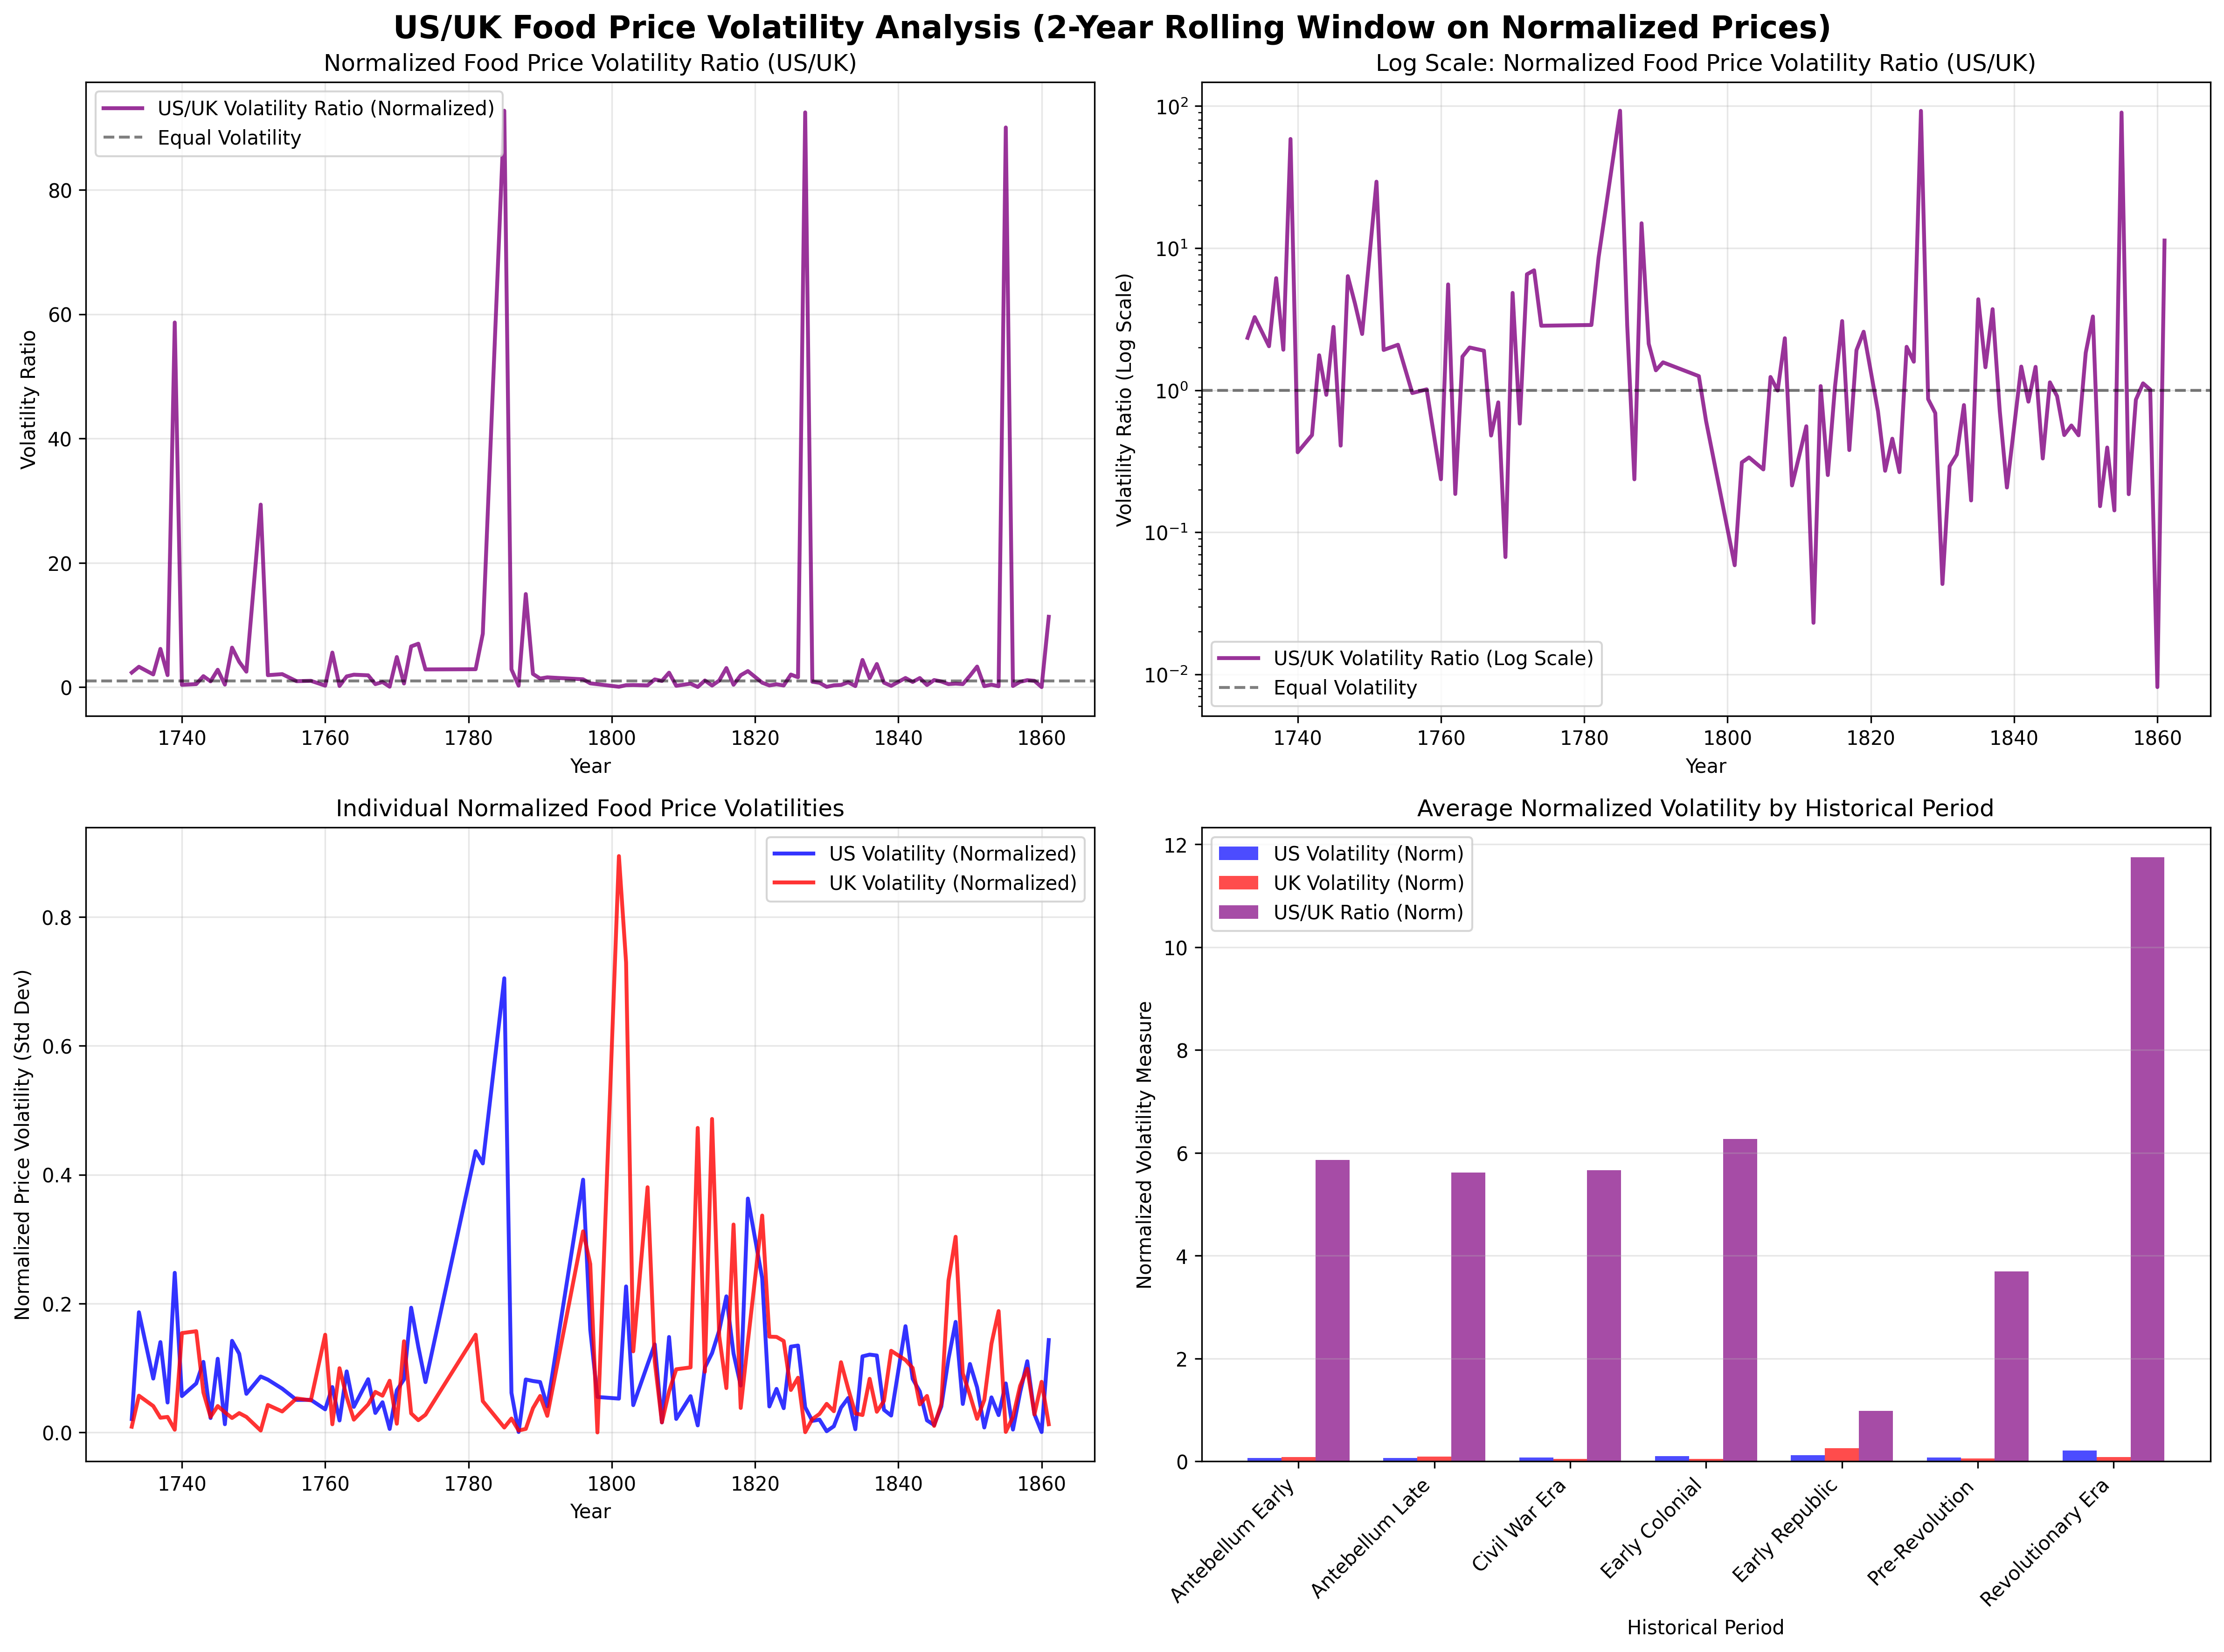 US/UK Food Price Volatility Analysis (2-Year Rolling Window on Normalized Prices)
Normalized Food Price Volatility Ratio (US/UK)
US/UK Volatility Ratio (Normalized)
Equal Volatility
Volatility Ratio
80
60
40
20
0
1740 1760 1780 1800 1820 1840 1860
Year
Log Scale: Normalized Food Price Volatility Ratio (US/UK)
Volatility Ratio (Log Scale)
10²
10¹
10⁰
10⁻¹
10⁻²
US/UK Volatility Ratio (Log Scale)
Equal Volatility
1740 1760 1780 1800 1820 1840 1860
Year
Individual Normalized Food Price Volatilities
US Volatility (Normalized)
UK Volatility (Normalized)
Normalized Price Volatility (Std Dev)
0.8
0.6
0.4
0.2
0.0
1740 1760 1780 1800 1820 1840 1860
Year
Average Normalized Volatility by Historical Period
US Volatility (Norm)
UK Volatility (Norm)
US/UK Ratio (Norm)
Normalized Volatility Measure
12
10
8
6
4
2
0
Antebellum Early
Antebellum Late
Civil War Era
Early Colonial
Early Republic
Pre-Revolution
Revolutionary Era
Historical Period